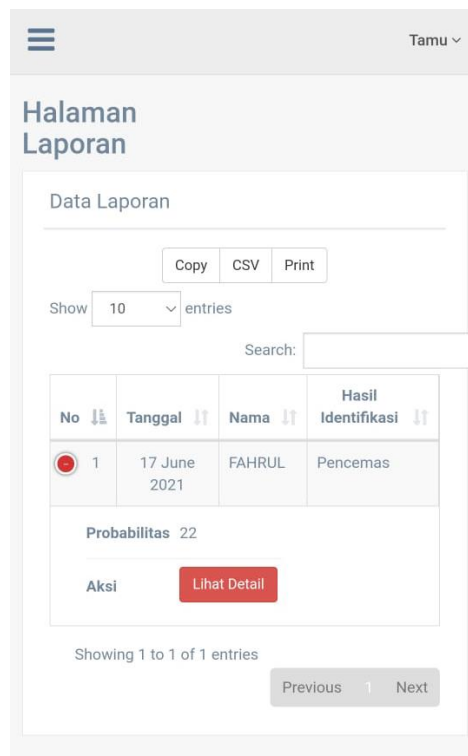 Tamu
Halaman
Laporan
Data Laporan
Copy CSV Print
Show 10 entries
Search:
No Tanggal Nama Hasil Identifikasi
1 17 June 2021 FAHRUL Pencemas
Probabilitas 22
Aksi Lihat Detail
Showing 1 to 1 of 1 entries
Previous 1 Next